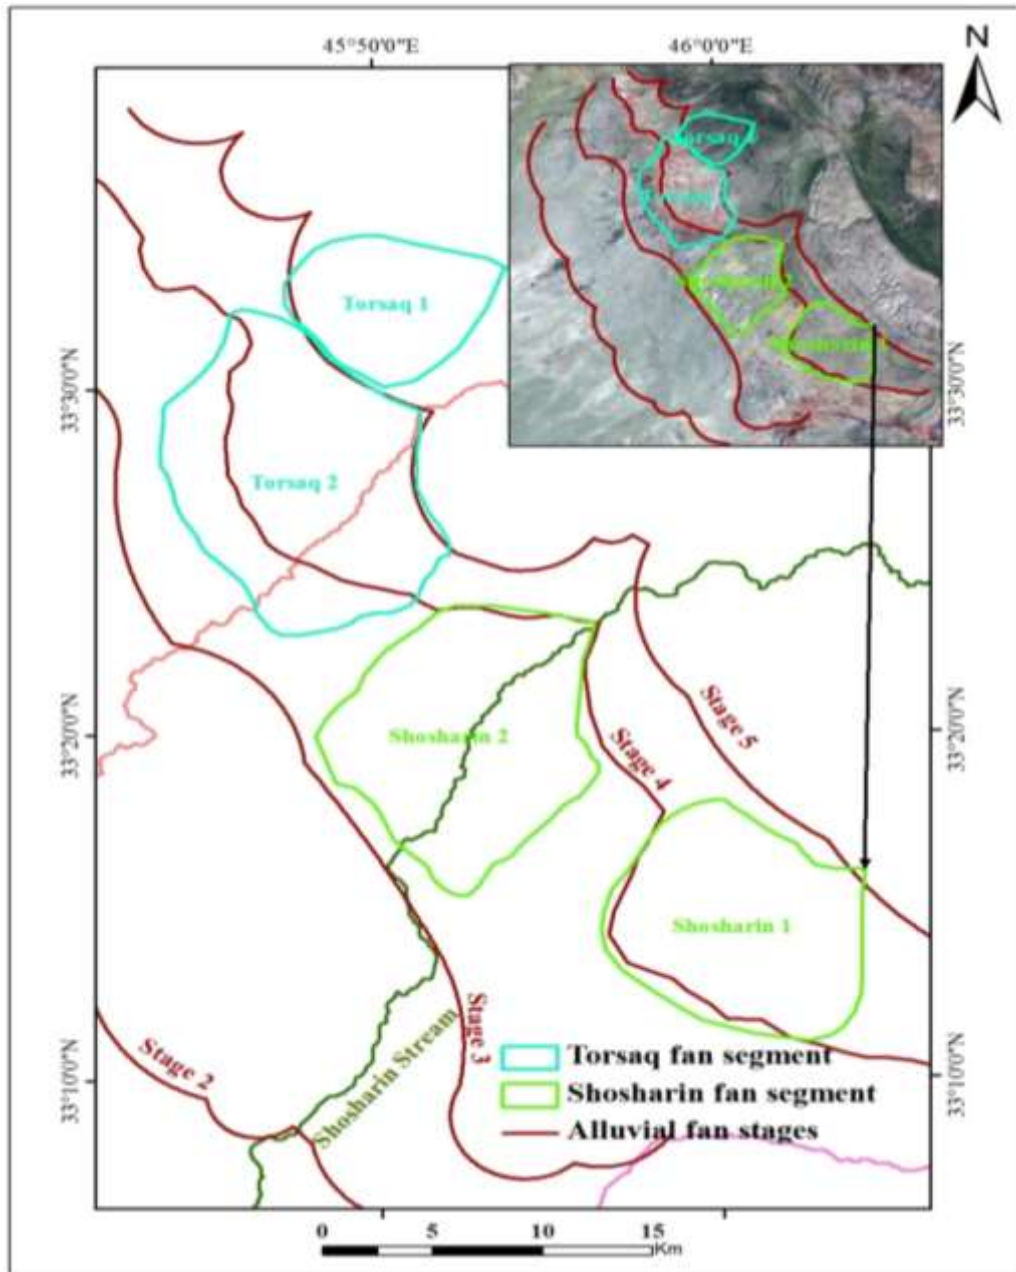 45°50'0"E
46°0'0"E
N
Torsaq 1
Torsaq 2
33°30'0"N
33°30'0"N
Stage 5
Shosharin 2
Stage 4
33°20'0"N
33°20'0"N
Shosharin 1
Stage 3
Stage 2
Shosharin Stream
33°10'0"N
33°10'0"N
Torsaq fan segment
Shosharin fan segment
Alluvial fan stages
0 5 10 15
Km